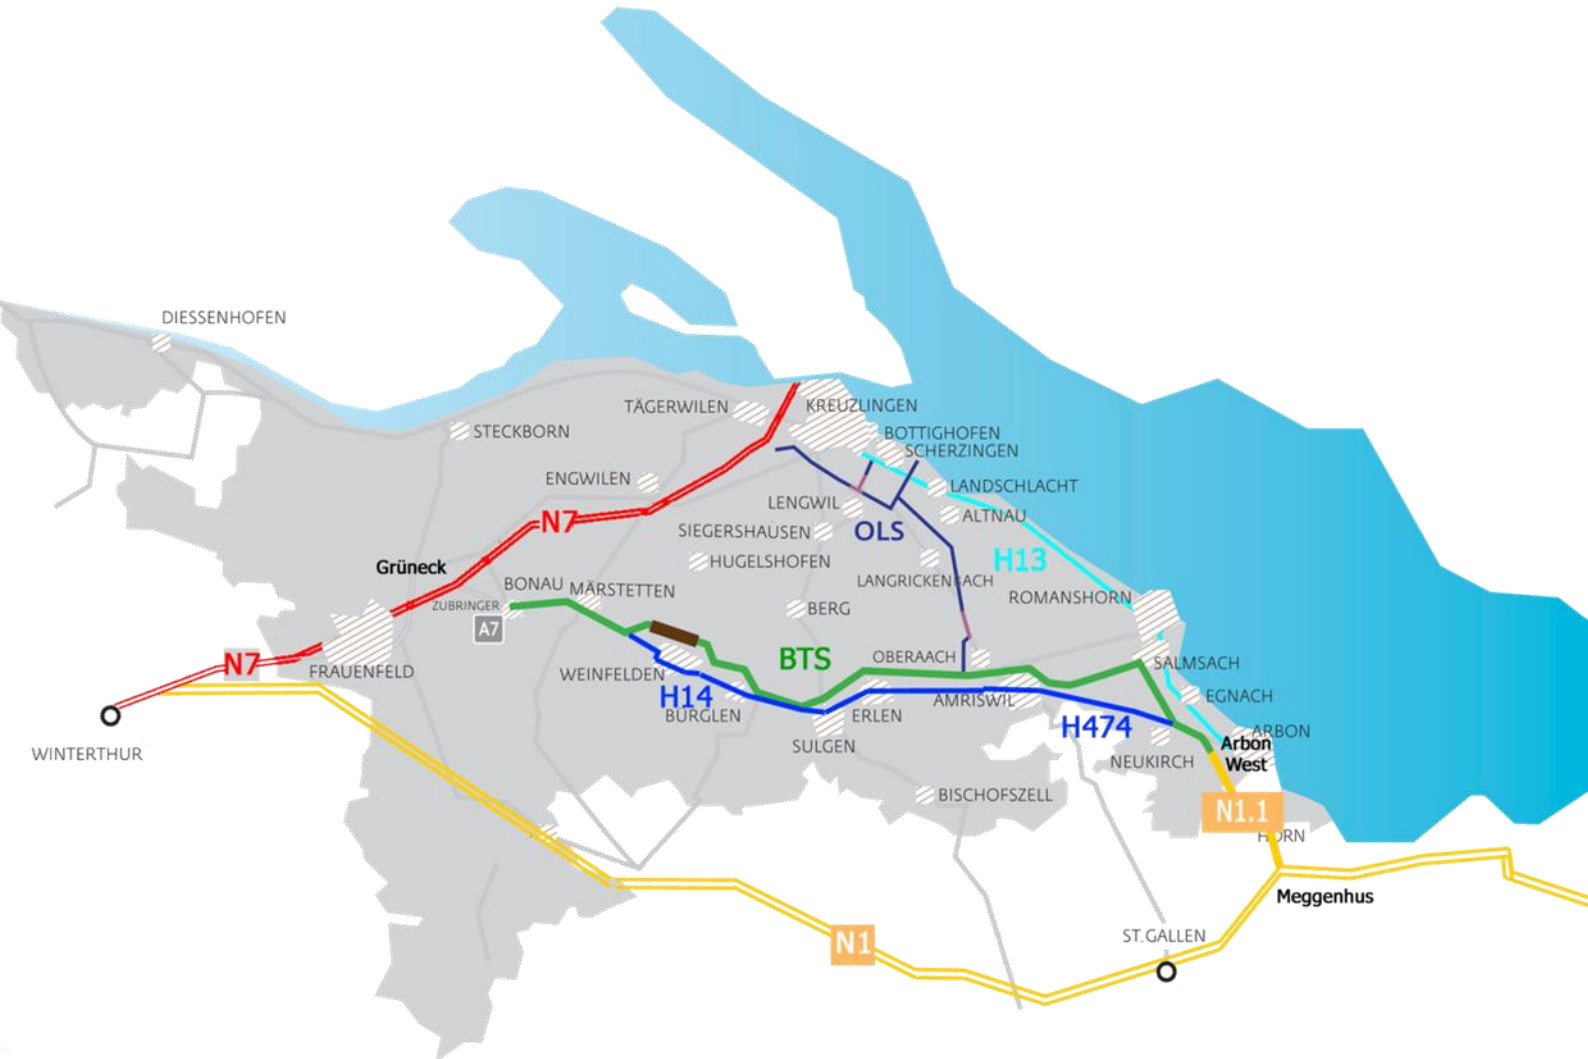 DIESSENHOFEN
TÄGERWILEN
KREUZLINGEN
STECKBORN
BOTTIGHOFEN
SCHERZINGEN
ENGWILEN
LANDSCHLACHT
LENGWIL
ALTNAU
N7
SIEGERSHAUSEN
OLS
HUGELSHOFEN
H13
Grüneck
BONAU
MÄRSTETTEN
LANGRICKENBACH
ZUBRINGER
A7
BERG
ROMANSHORN
N7
FRAUENFELD
WEINFELDEN
BTS
OBERAACH
SALMSACH
H14
BÜRGLEN
ERLEN
AMRISWIL
EGNACH
H474
ARBON
WINTERTHUR
SULGEN
NEUKIRCH
Arbon
West
BISCHOFSZELL
N1.1
HORN
Meggenhus
N1
ST.GALLEN